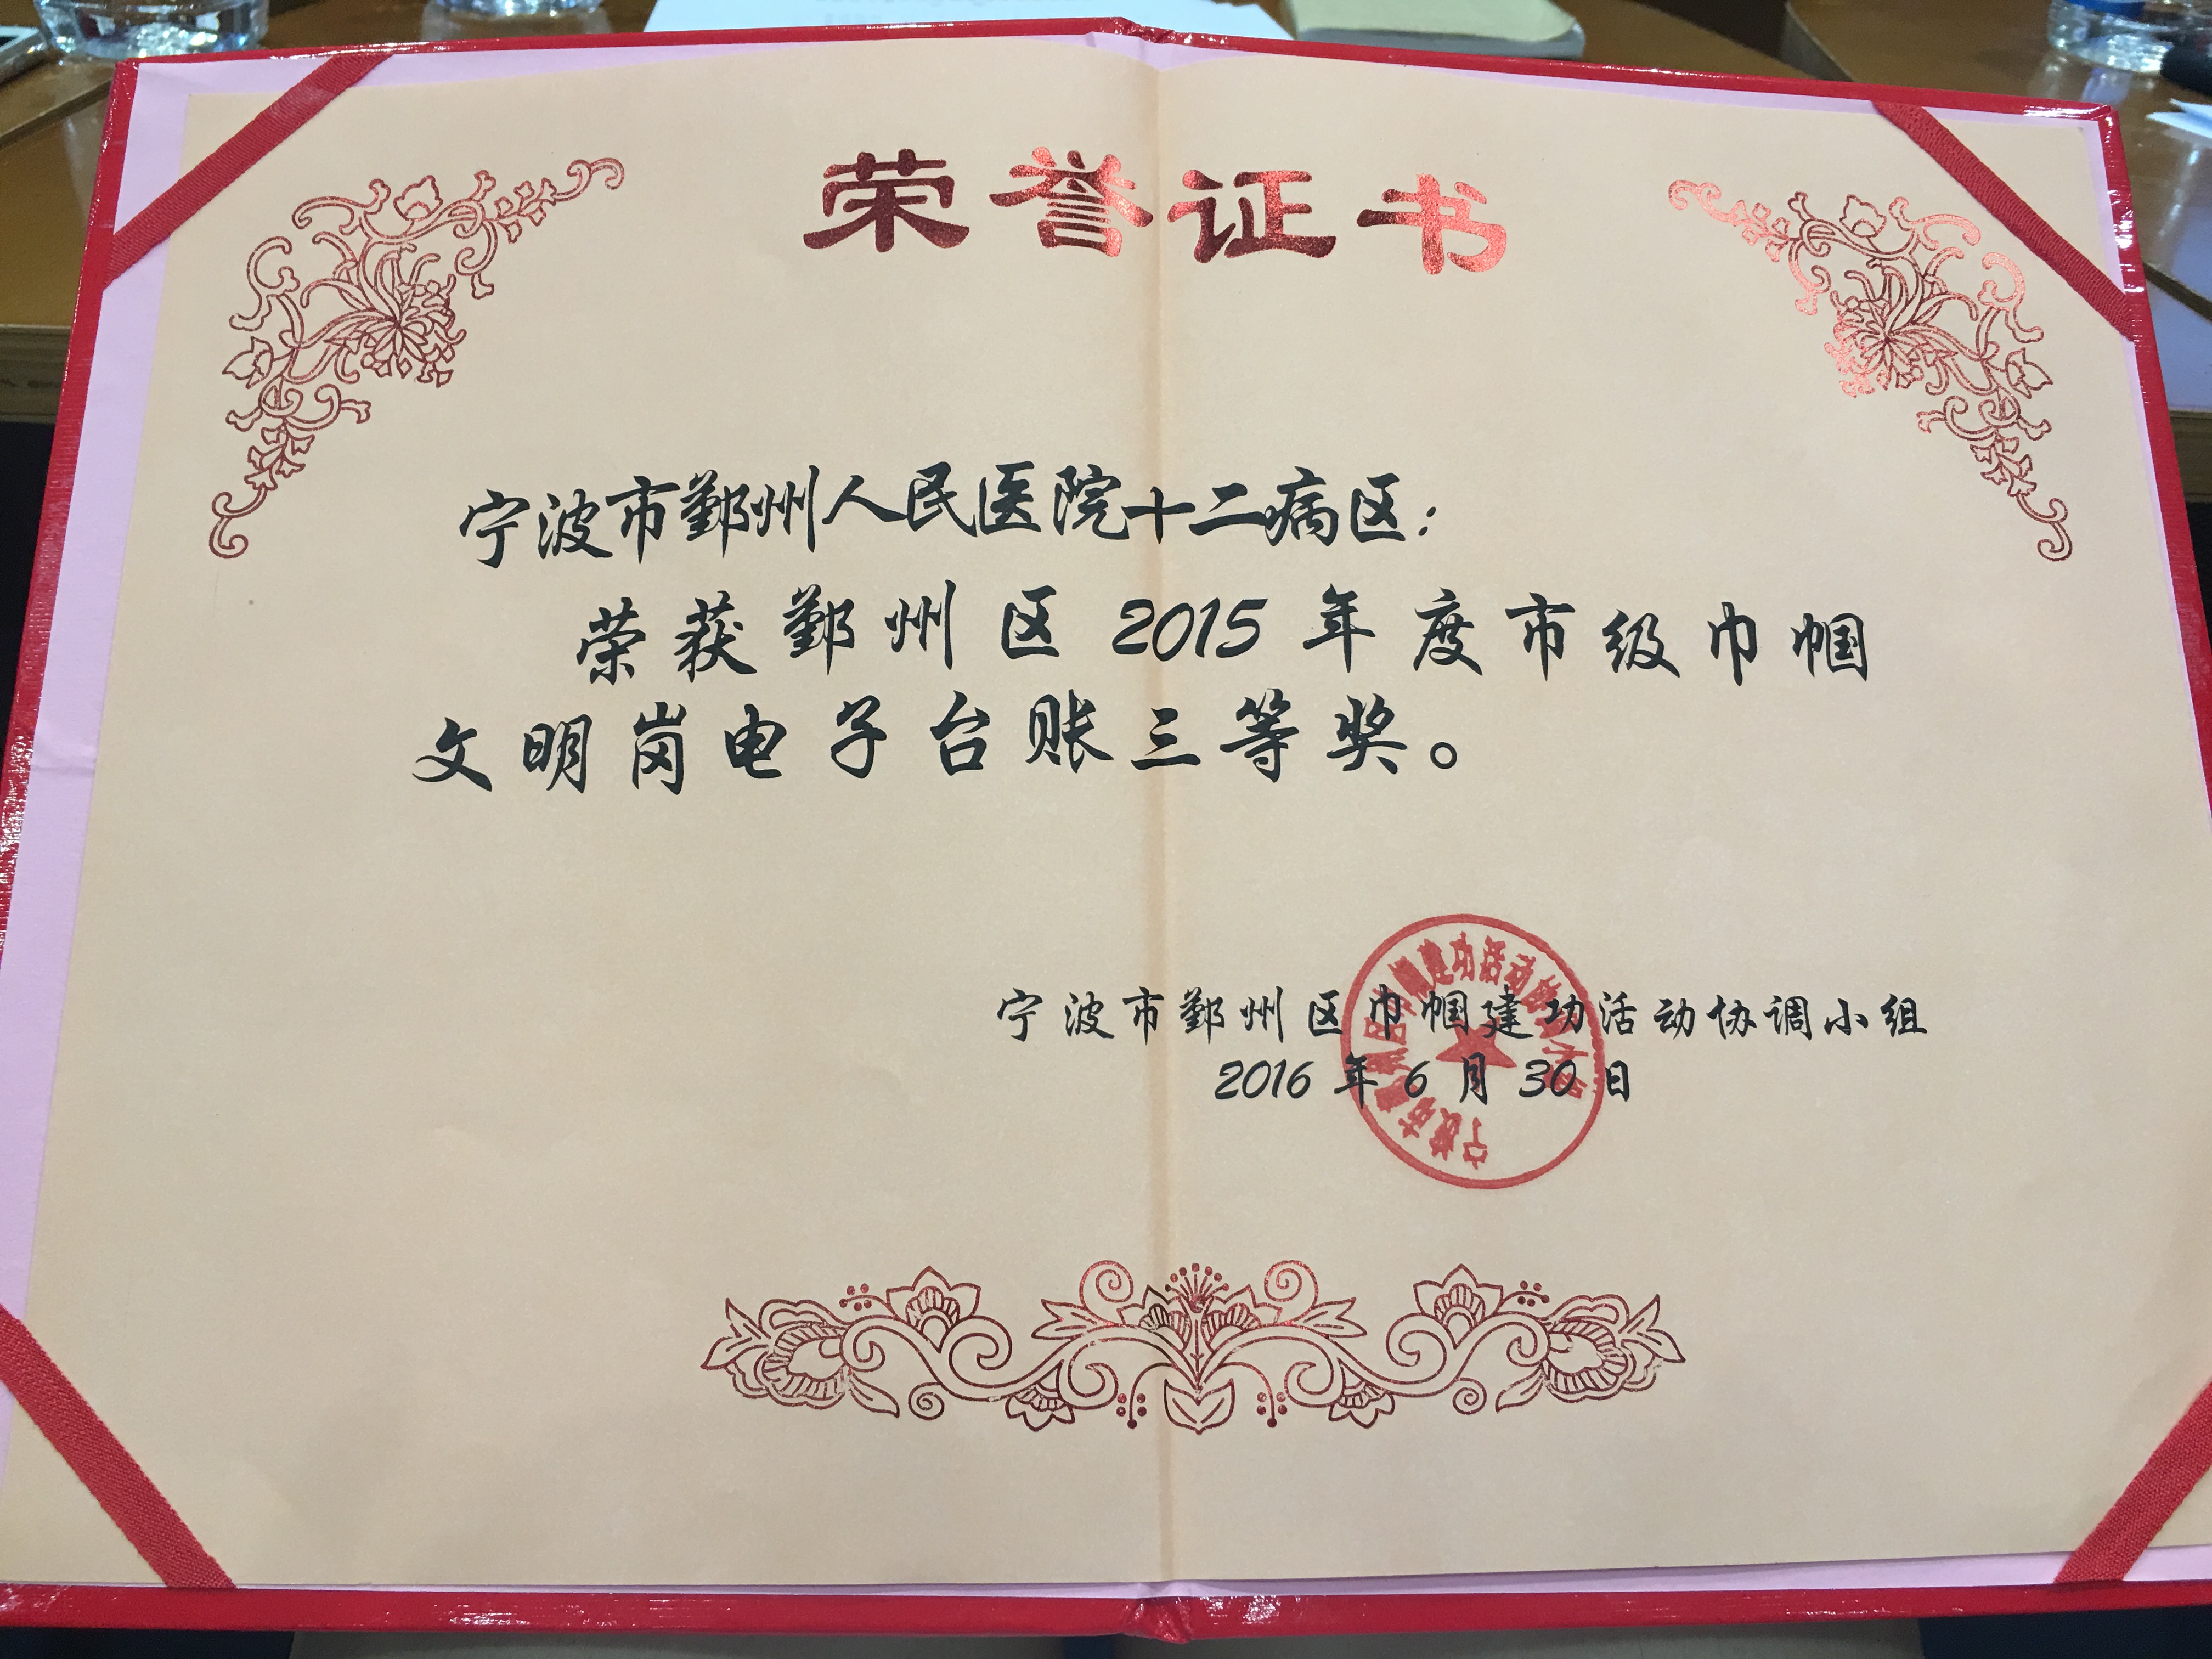 荣誉证书
宁波市鄞州人民医院十二病区:
荣获鄞州区2015年度市级巾帼
文明岗电子台账三等奖。
宁波市鄞州区巾帼建功活动协调小组
2016年6月30日